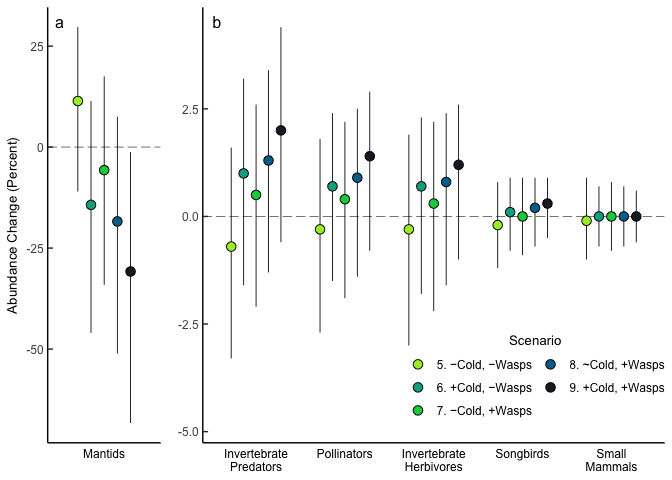 a
b
Abundance Change (Percent)
25
0
-25
-50
2.5
0.0
-2.5
-5.0
Scenario
5. −Cold, −Wasps
8. ~Cold, +Wasps
6. +Cold, −Wasps
9. +Cold, +Wasps
7. −Cold, +Wasps
Mantids
Invertebrate
Predators
Pollinators
Invertebrate
Herbivores
Songbirds
Small
Mammals